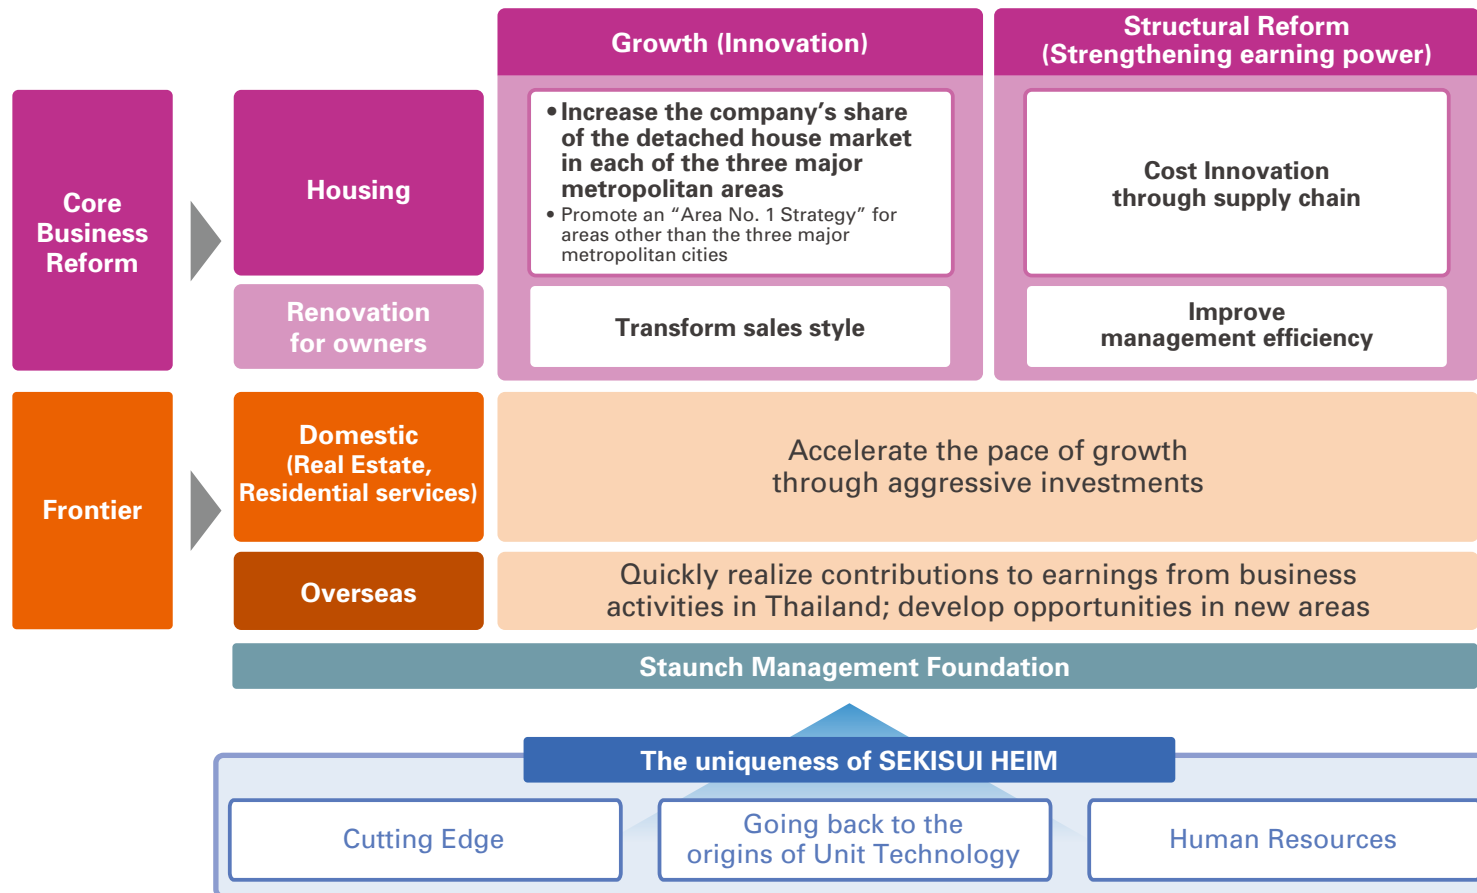 Growth (Innovation)
Structural Reform
(Strengthening earning power)
Core
Business
Reform
Housing
• Increase the company’s share
of the detached house market
in each of the three major
metropolitan areas
• Promote an “Area No. 1 Strategy” for
areas other than the three major
metropolitan cities
Cost Innovation
through supply chain
Renovation
for owners
Transform sales style
Improve
management efficiency
Frontier
Domestic
(Real Estate,
Residential services)
Accelerate the pace of growth
through aggressive investments
Overseas
Quickly realize contributions to earnings from business
activities in Thailand; develop opportunities in new areas
Staunch Management Foundation
The uniqueness of SEKISUI HEIM
Cutting Edge
Going back to the
origins of Unit Technology
Human Resources